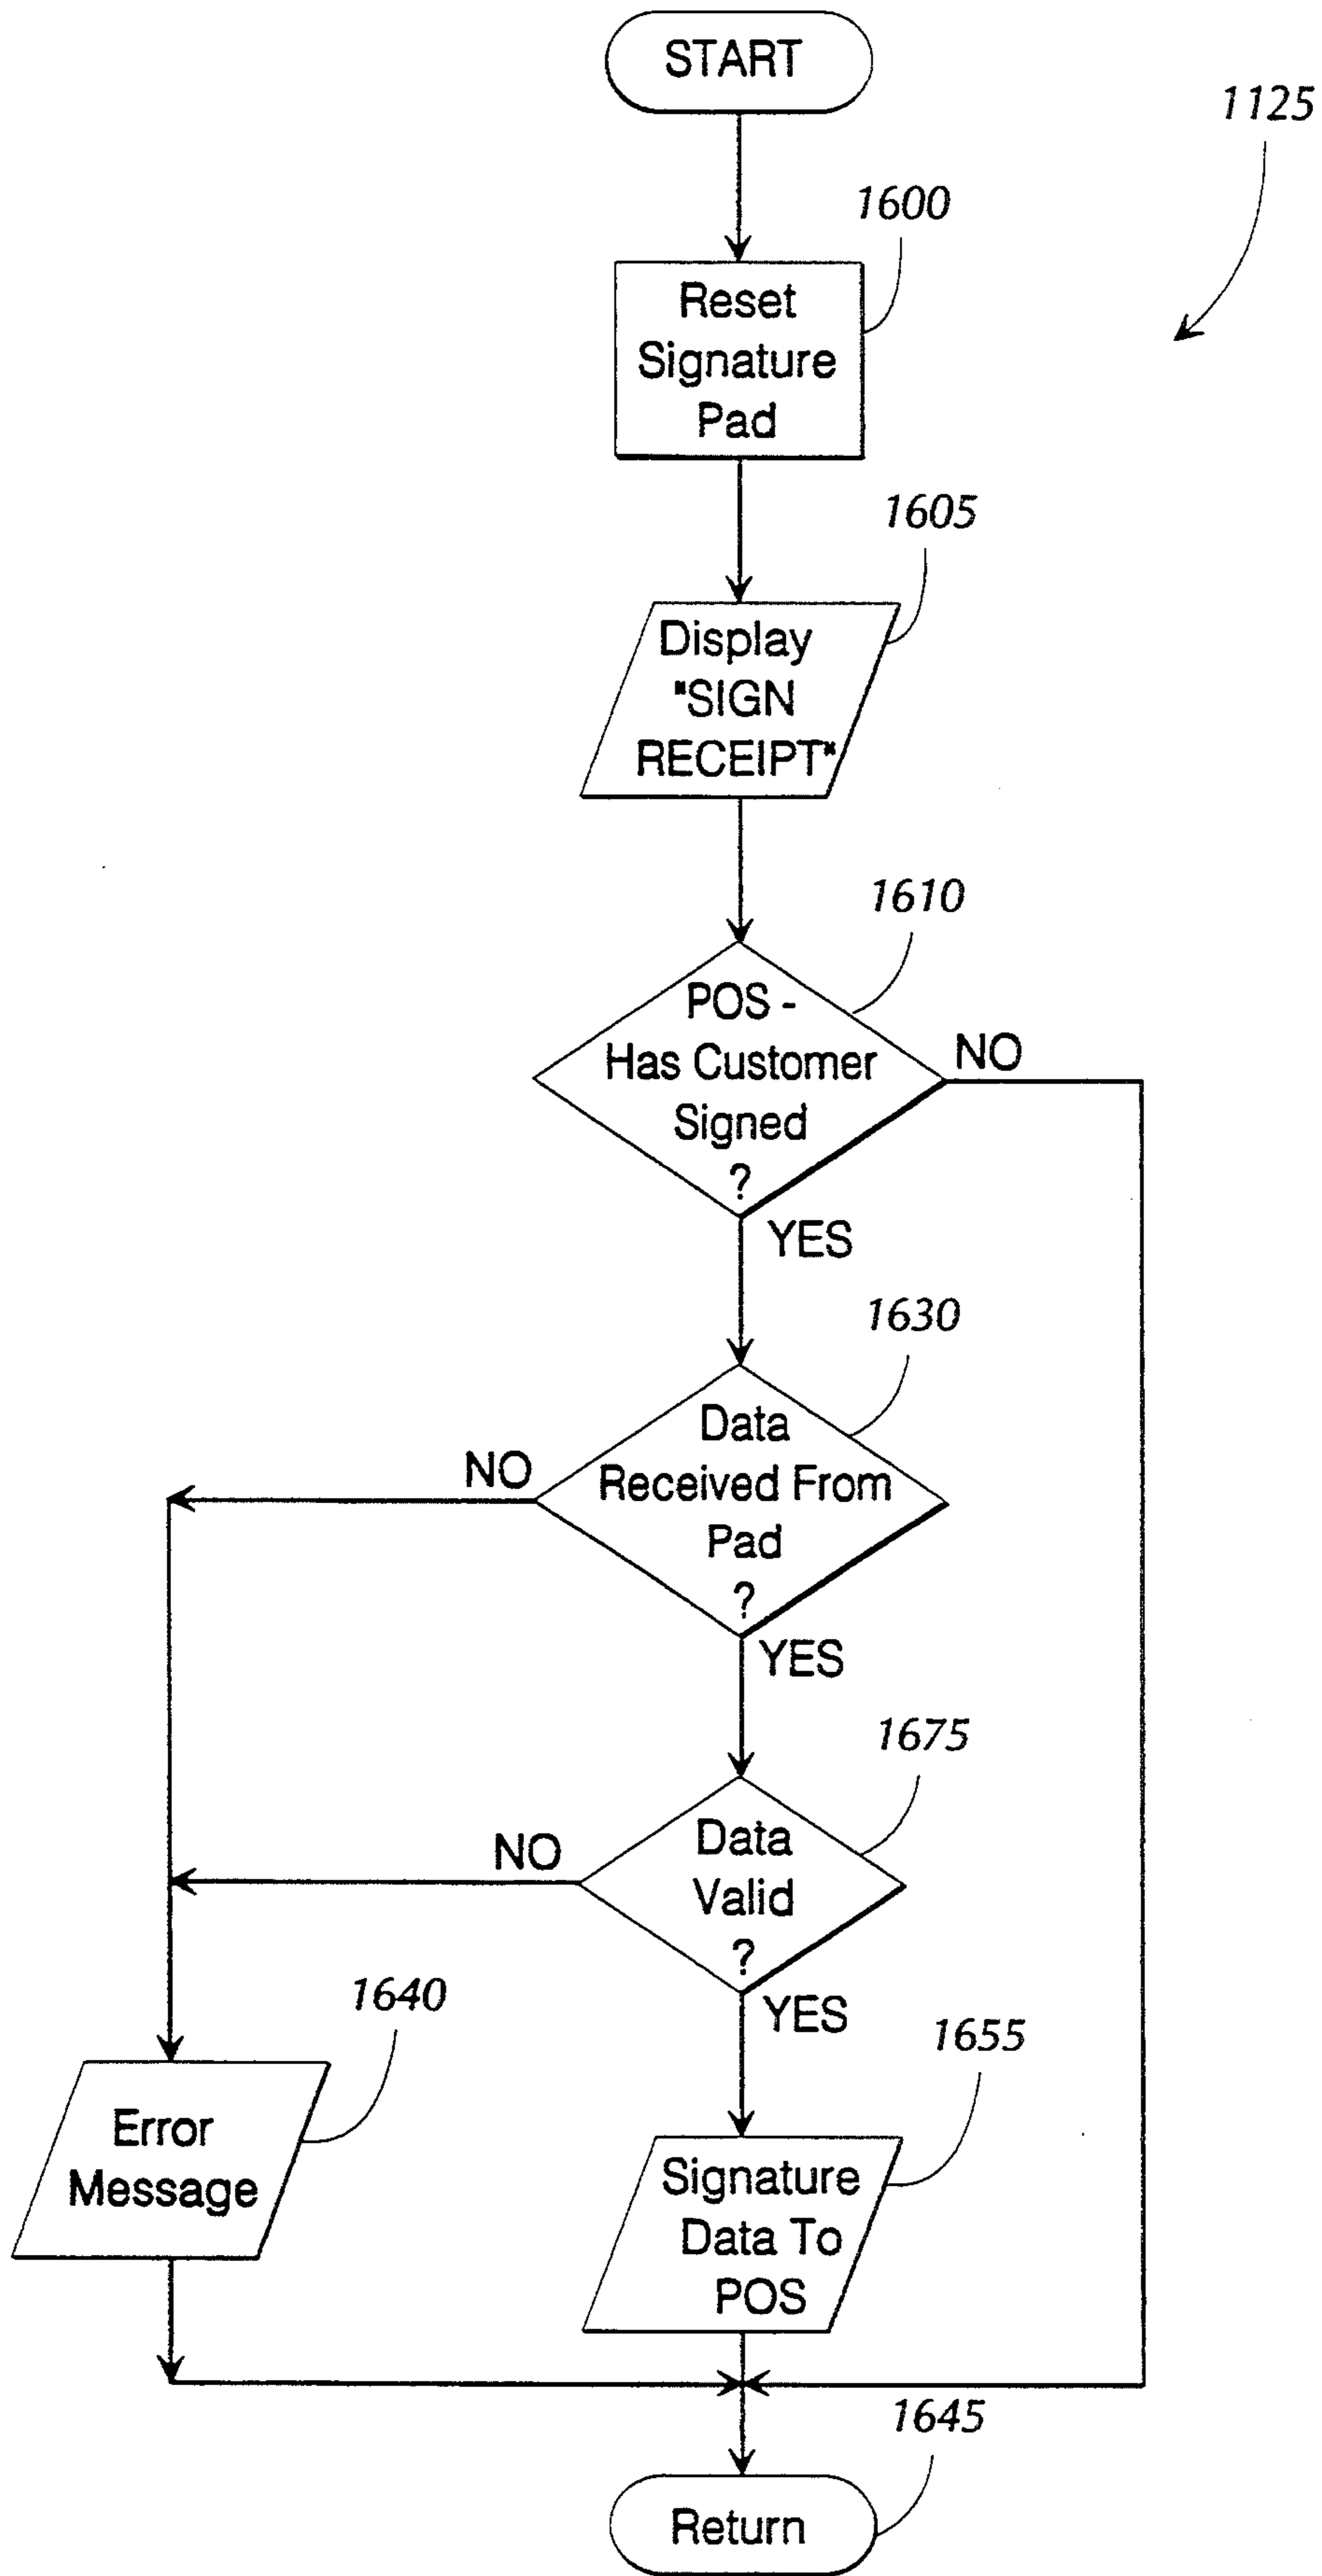 START
1125
1600
Reset
Signature
Pad
1605
Display
"SIGN
RECEIPT"
1610
POS -
Has Customer
Signed
?
NO
YES
1630
Data
Received From
Pad
?
NO
YES
1675
Data
Valid
?
NO
YES
1640
Error
Message
1655
Signature
Data To
POS
1645
Return